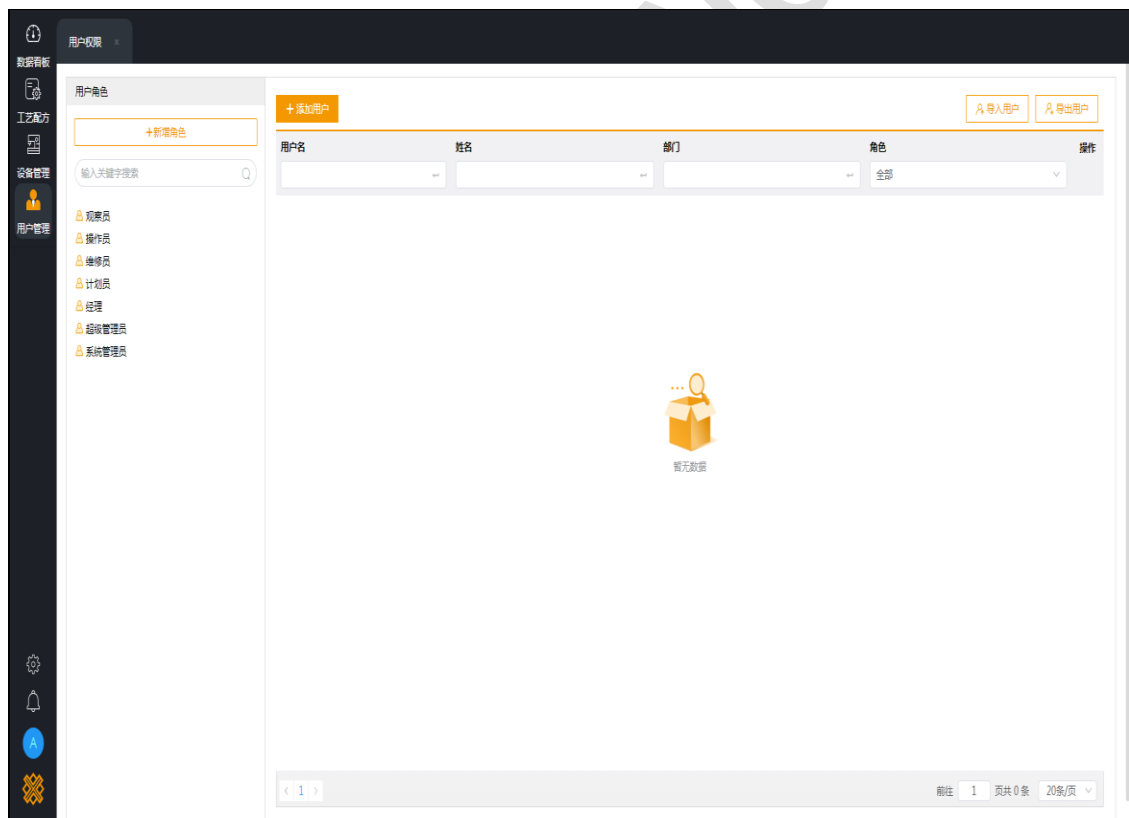 用户权限 ×
数据看板
工艺配方
设备管理
用户管理
A
用户角色
+新增角色
输入关键字搜索
观察员
操作员
维修员
计划员
经理
超级管理员
系统管理员
+ 添加用户
导入用户
导出用户
用户名 姓名 部门 角色 操作
全部
暂无数据
< 1 >
前往 1 页共 0 条 20条/页